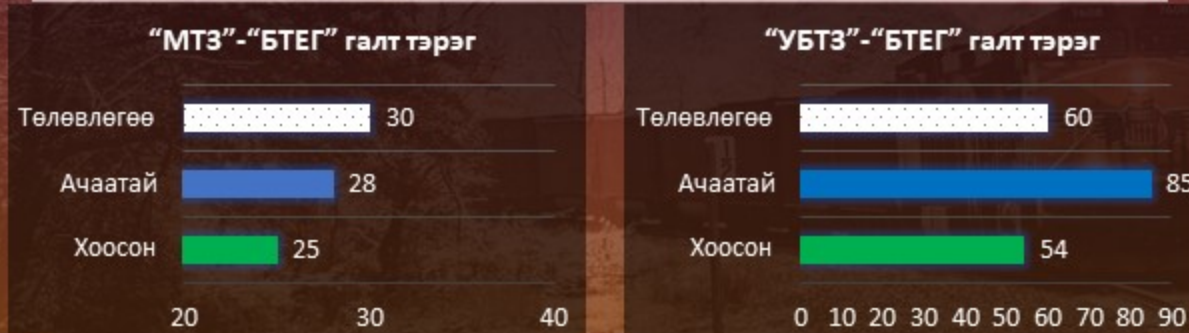 “МТЗ”-“БТЕГ” галт тэрэг
Төлөвлөгөө 30
Ачаатай 28
Хоосон 25
20 30 40
“УБТЗ”-“БТЕГ” галт тэрэг
Төлөвлөгөө 60
Ачаатай 85
Хоосон 54
0 10 20 30 40 50 60 70 80 90